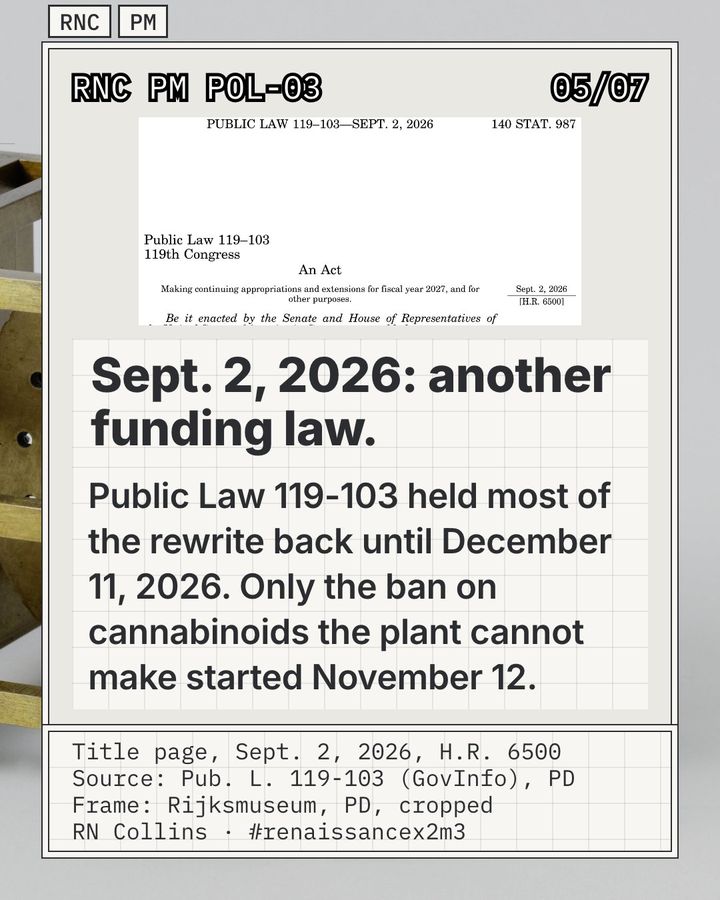 RNC PM
RNC PM POL-03 05/07
PUBLIC LAW 119–103—SEPT. 2, 2026 140 STAT. 987
Public Law 119–103
119th Congress
An Act
Making continuing appropriations and extensions for fiscal year 2027, and for
other purposes.
Sept. 2, 2026
[H.R. 6500]
Be it enacted by the Senate and House of Representatives of
Sept. 2, 2026: another
funding law.
Public Law 119-103 held most of
the rewrite back until December
11, 2026. Only the ban on
cannabinoids the plant cannot
make started November 12.
Title page, Sept. 2, 2026, H.R. 6500
Source: Pub. L. 119-103 (GovInfo), PD
Frame: Rijksmuseum, PD, cropped
RN Collins · #renaissancex2m3